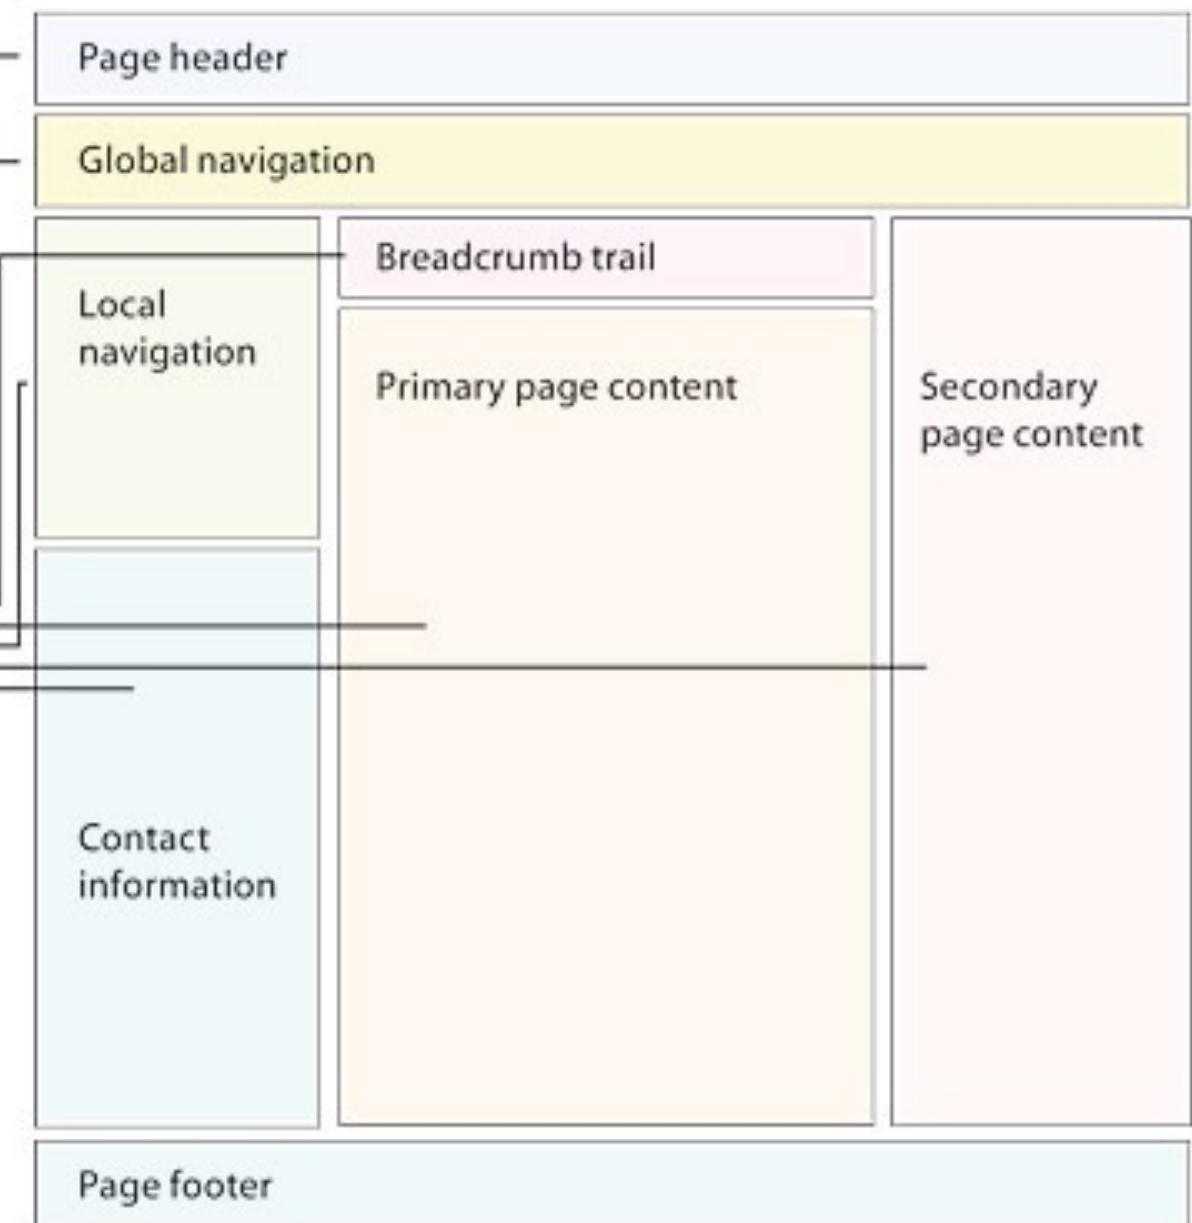 Page header
Global navigation
Local
navigation
Breadcrumb trail
Primary page content
Secondary
page content
Contact
information
Page footer